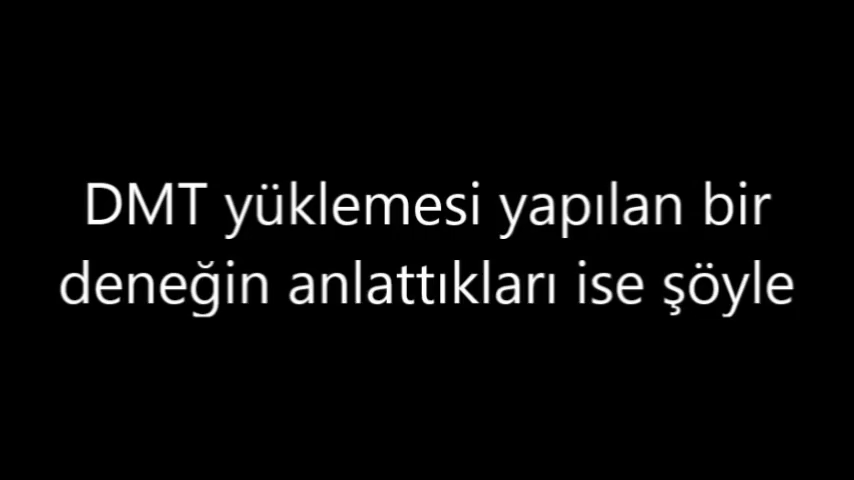 DMT yüklemesi yapılan bir
deneğin anlattıkları ise şöyle